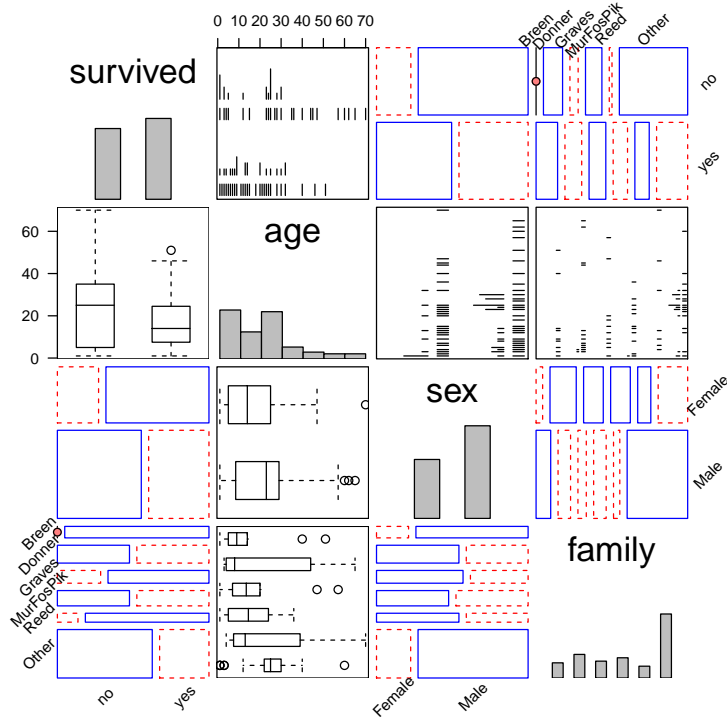 0 10 20 30 40 50 60 70
Breen
Donner
Graves
MurFosPik
Reed
Other
survived
no
yes
age
0 20 40 60
sex
Female
Male
Breen
Donner
Graves
MurFosPik
Reed
Other
family
no
yes
Female
Male